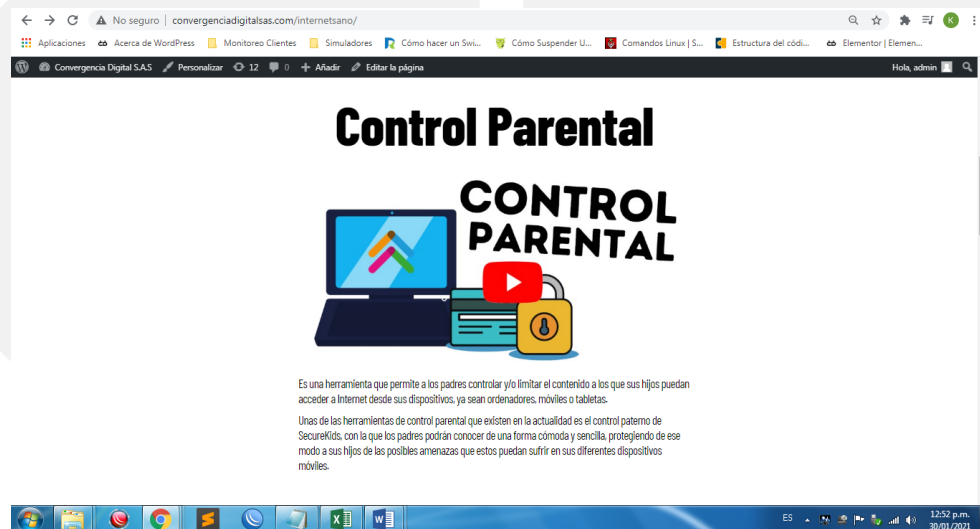 No seguro | convergenciadigitalsas.com/internetsano/
Aplicaciones Acerca de WordPress Monitoreo Clientes Simuladores Cómo hacer un Swi... Cómo Suspender U... Comandos Linux | S... Estructura del códi... Elementor | Elemen...
Convergencia Digital S.A.S Personalizar 12 0 + Añadir Editar la página Hola, admin
Control Parental
CONTROL
PARENTAL
Es una herramienta que permite a los padres controlar y/o limitar el contenido a los que sus hijos puedan
acceder a Internet desde sus dispositivos, ya sean ordenadores, móviles o tabletas.
Unas de las herramientas de control parental que existen en la actualidad es el control paterno de
SecureKids, con la que los padres podrán conocer de una forma cómoda y sencilla, protegiendo de ese
modo a sus hijos de las posibles amenazas que estos puedan sufrir en sus diferentes dispositivos
móviles.
ES 12:52 p.m.
30/01/2021